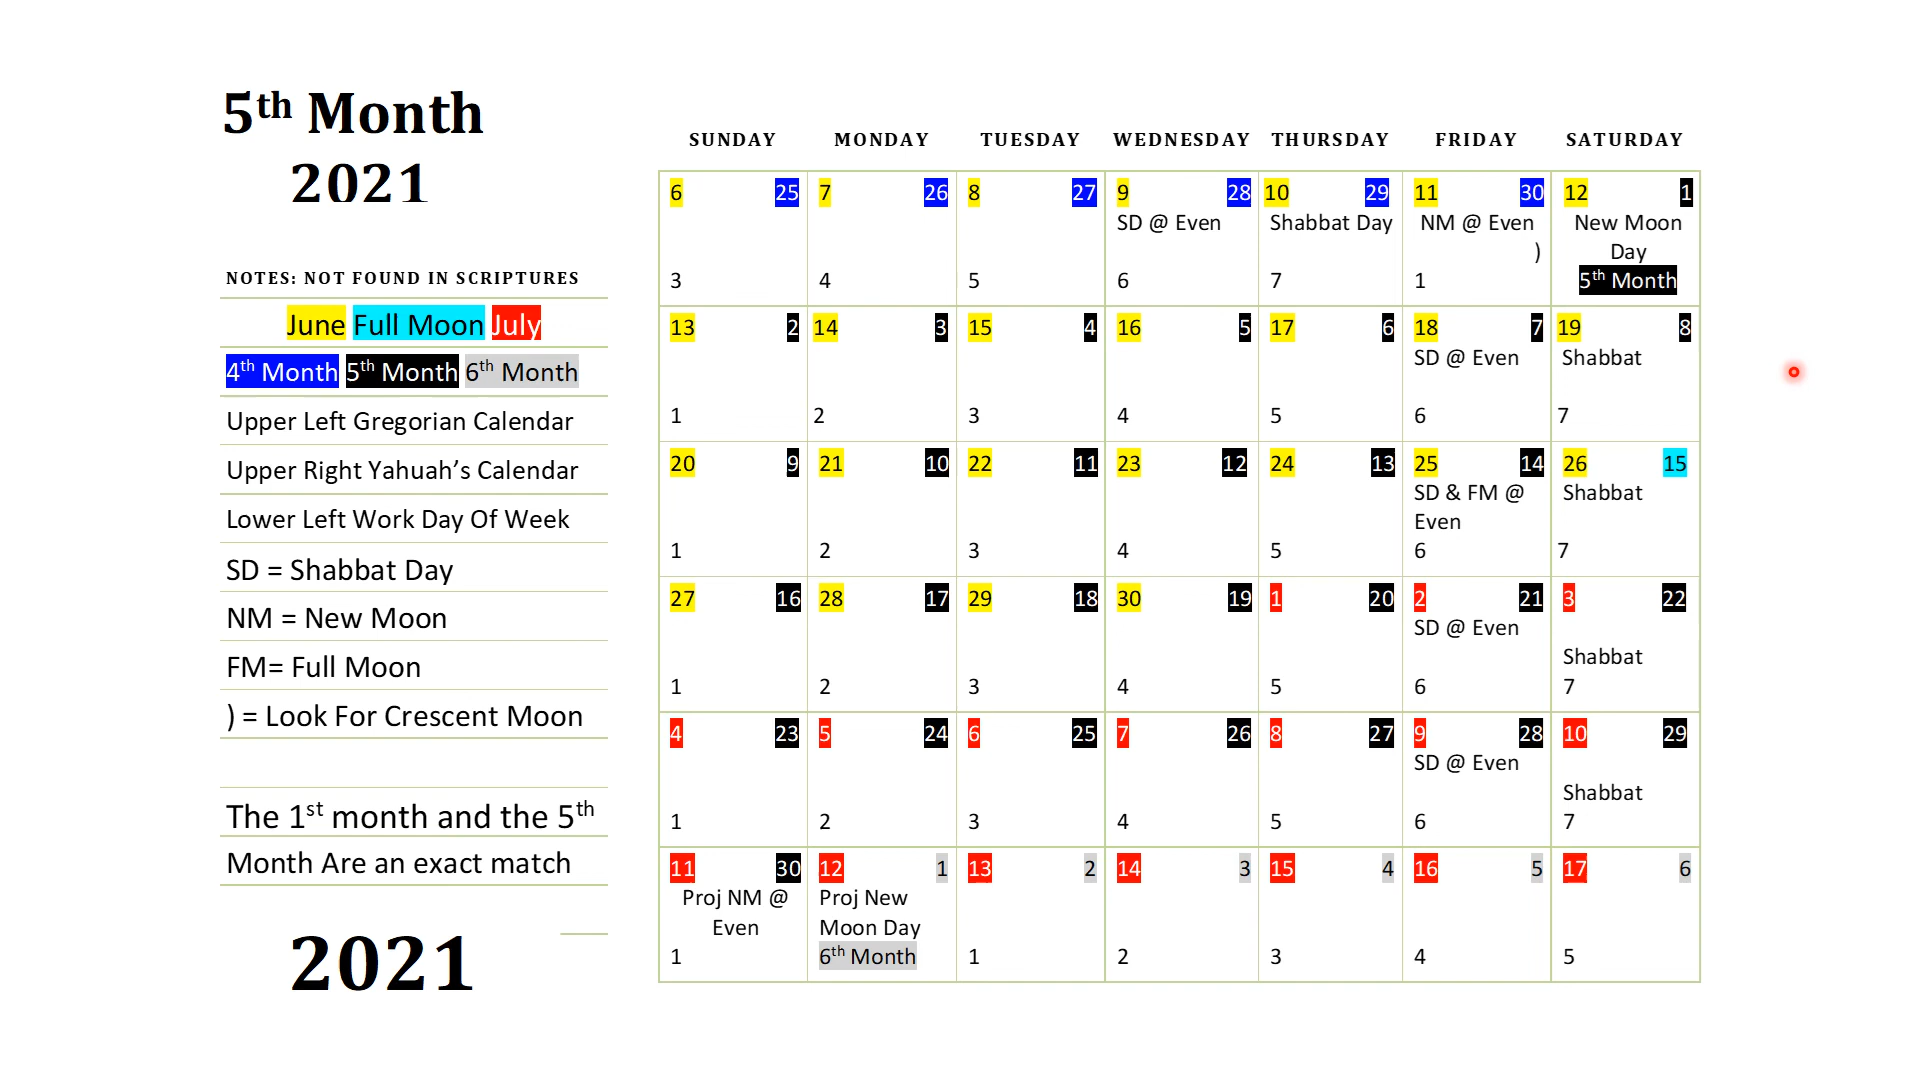 5th Month
2021
NOTES: NOT FOUND IN SCRIPTURES
June Full Moon July
4th Month 5th Month 6th Month
Upper Left Gregorian Calendar
Upper Right Yahuah’s Calendar
Lower Left Work Day Of Week
SD = Shabbat Day
NM = New Moon
FM= Full Moon
) = Look For Crescent Moon
The 1st month and the 5th
Month Are an exact match
2021
SUNDAY MONDAY TUESDAY WEDNESDAY THURSDAY FRIDAY SATURDAY
6 25 7 26 8 27 9 28 10 29 11 30 12 1
SD @ Even Shabbat Day NM @ Even New Moon
) Day
3 4 5 6 7 1 5th Month
13 2 14 3 15 4 16 5 17 6 18 7 19 8
SD @ Even Shabbat
1 2 3 4 5 6 7
20 9 21 10 22 11 23 12 24 13 25 14 26 15
SD & FM @ Shabbat
Even
1 2 3 4 5 6 7
27 16 28 17 29 18 30 19 1 20 2 21 3 22
SD @ Even
Shabbat
1 2 3 4 5 6 7
4 23 5 24 6 25 7 26 8 27 9 28 10 29
SD @ Even
Shabbat
1 2 3 4 5 6 7
11 30 12 1 13 2 14 3 15 4 16 5 17 6
Proj NM @ Proj New
Even Moon Day
1 6th Month 1 2 3 4 5